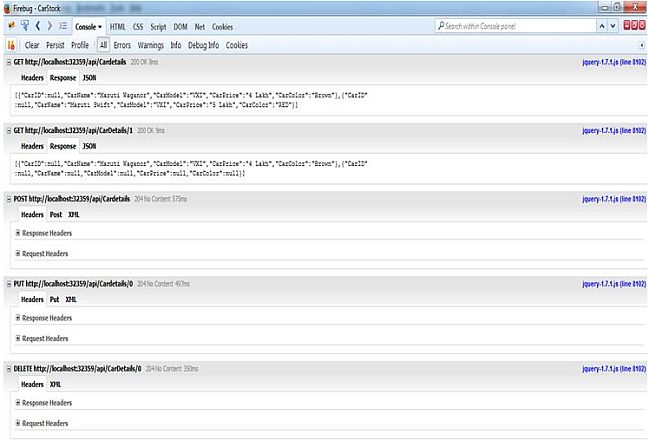 Firebug - CarStock
Console HTML CSS Script DOM Net Cookies
Search within Console panel
Clear Persist Profile All Errors Warnings Info Debug Info Cookies
GET http://localhost:32359/api/Cardetails 200 OK 8ms jquery-1.7.1.js (line 8102)
Headers Response JSON
[{"CarID":null,"CarName":"Maruti Waganor","CarModel":"VXI","CarPrice":"4 Lakh","CarColor":"Brown"},{"CarID"
:null,"CarName":"Maruti Swift","CarModel":"VXI","CarPrice":"5 Lakh","CarColor":"RED"}]
GET http://localhost:32359/api/CarDetails/1 200 OK 9ms jquery-1.7.1.js (line 8102)
Headers Response JSON
[{"CarID":null,"CarName":"Maruti Waganor","CarModel":"VXI","CarPrice":"4 Lakh","CarColor":"Brown"},{"CarID"
:null,"CarName":null,"CarModel":null,"CarPrice":null,"CarColor":null}]
POST http://localhost:32359/api/Cardetails 204 No Content 575ms jquery-1.7.1.js (line 8102)
Headers Post XML
Response Headers
Request Headers
PUT http://localhost:32359/api/Cardetails/0 204 No Content 497ms jquery-1.7.1.js (line 8102)
Headers Put XML
Response Headers
Request Headers
DELETE http://localhost:32359/api/CarDetails/0 204 No Content 350ms jquery-1.7.1.js (line 8102)
Headers XML
Response Headers
Request Headers